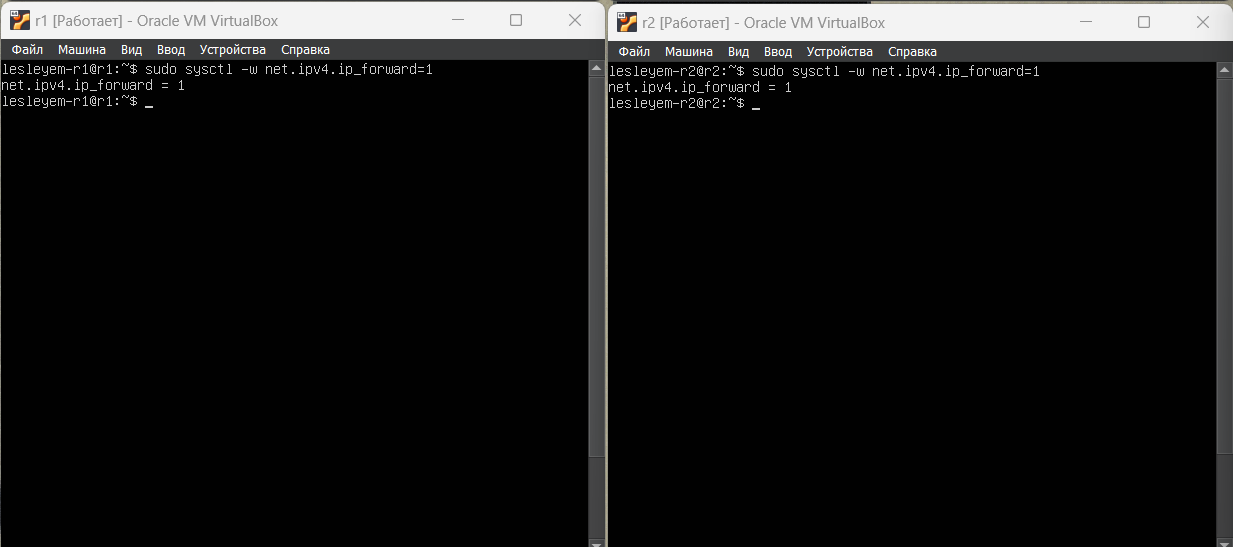 r1 [Работает] - Oracle VM VirtualBox
Файл Машина Вид Ввод Устройства Справка
lesleyem-r1@r1:~$ sudo sysctl -w net.ipv4.ip_forward=1
net.ipv4.ip_forward = 1
lesleyem-r1@r1:~$ _
r2 [Работает] - Oracle VM VirtualBox
Файл Машина Вид Ввод Устройства Справка
lesleyem-r2@r2:~$ sudo sysctl -w net.ipv4.ip_forward=1
net.ipv4.ip_forward = 1
lesleyem-r2@r2:~$ _